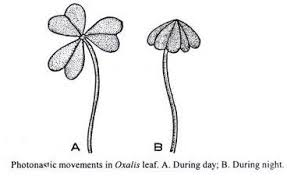 A B
Photonastic movements in Oxalis leaf. A. During day; B. During night.